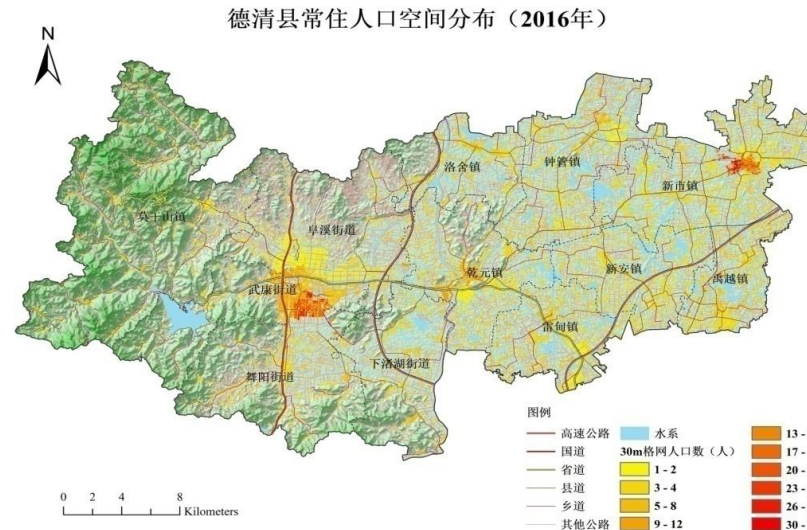 德清县常住人口空间分布（2016年）
N
洛舍镇
钟管镇
新市镇
莫干山镇
阜溪街道
乾元镇
新安镇
禹越镇
武康街道
雷甸镇
下渚湖街道
舞阳街道
图例
高速公路
国道
省道
县道
乡道
其他公路
水系
30m格网人口数（人）
1 - 2
3 - 4
5 - 8
9 - 12
13 -
17 -
20 -
23 -
26 -
30 -
0 2 4 8
Kilometers